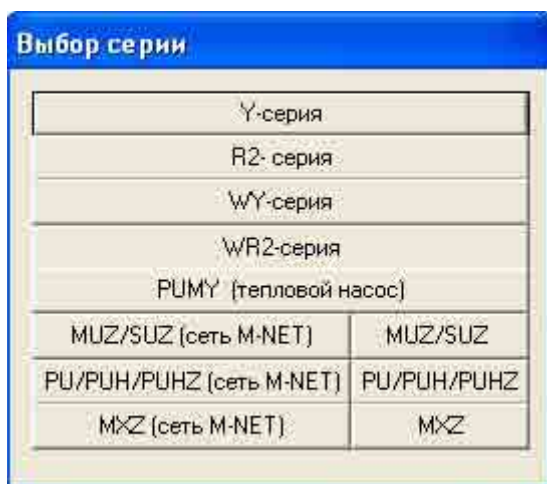 Выбор серии
Y-серия
R2- серия
WY-серия
WR2-серия
PUMY (тепловой насос)
MUZ/SUZ (сеть M-NET) MUZ/SUZ
PU/PUH/PUHZ (сеть M-NET) PU/PUH/PUHZ
MXZ (сеть M-NET) MXZ